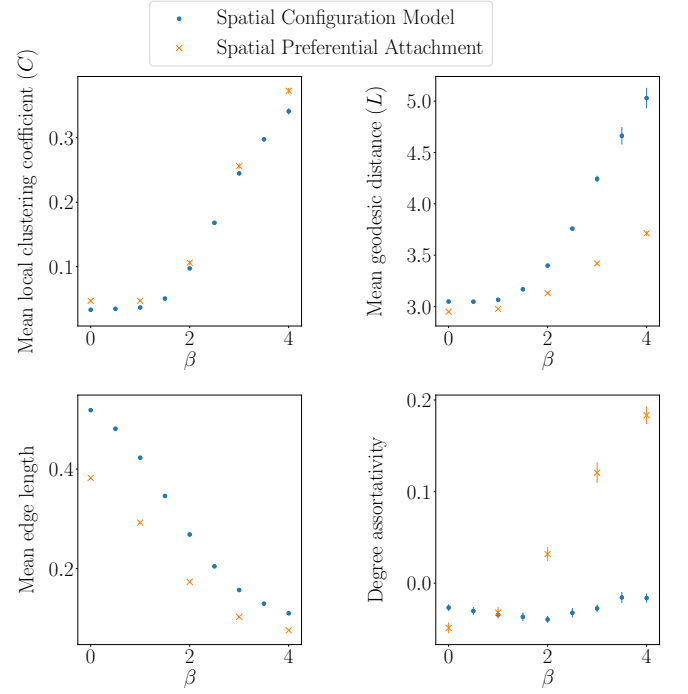 Spatial Configuration Model
Spatial Preferential Attachment
Mean local clustering coefficient (C)
0.3
0.2
0.1
0 2 4
β
Mean geodesic distance (L)
5.0
4.5
4.0
3.5
3.0
0 2 4
β
Mean edge length
0.4
0.2
0 2 4
β
Degree assortativity
0.2
0.1
0.0
0 2 4
β